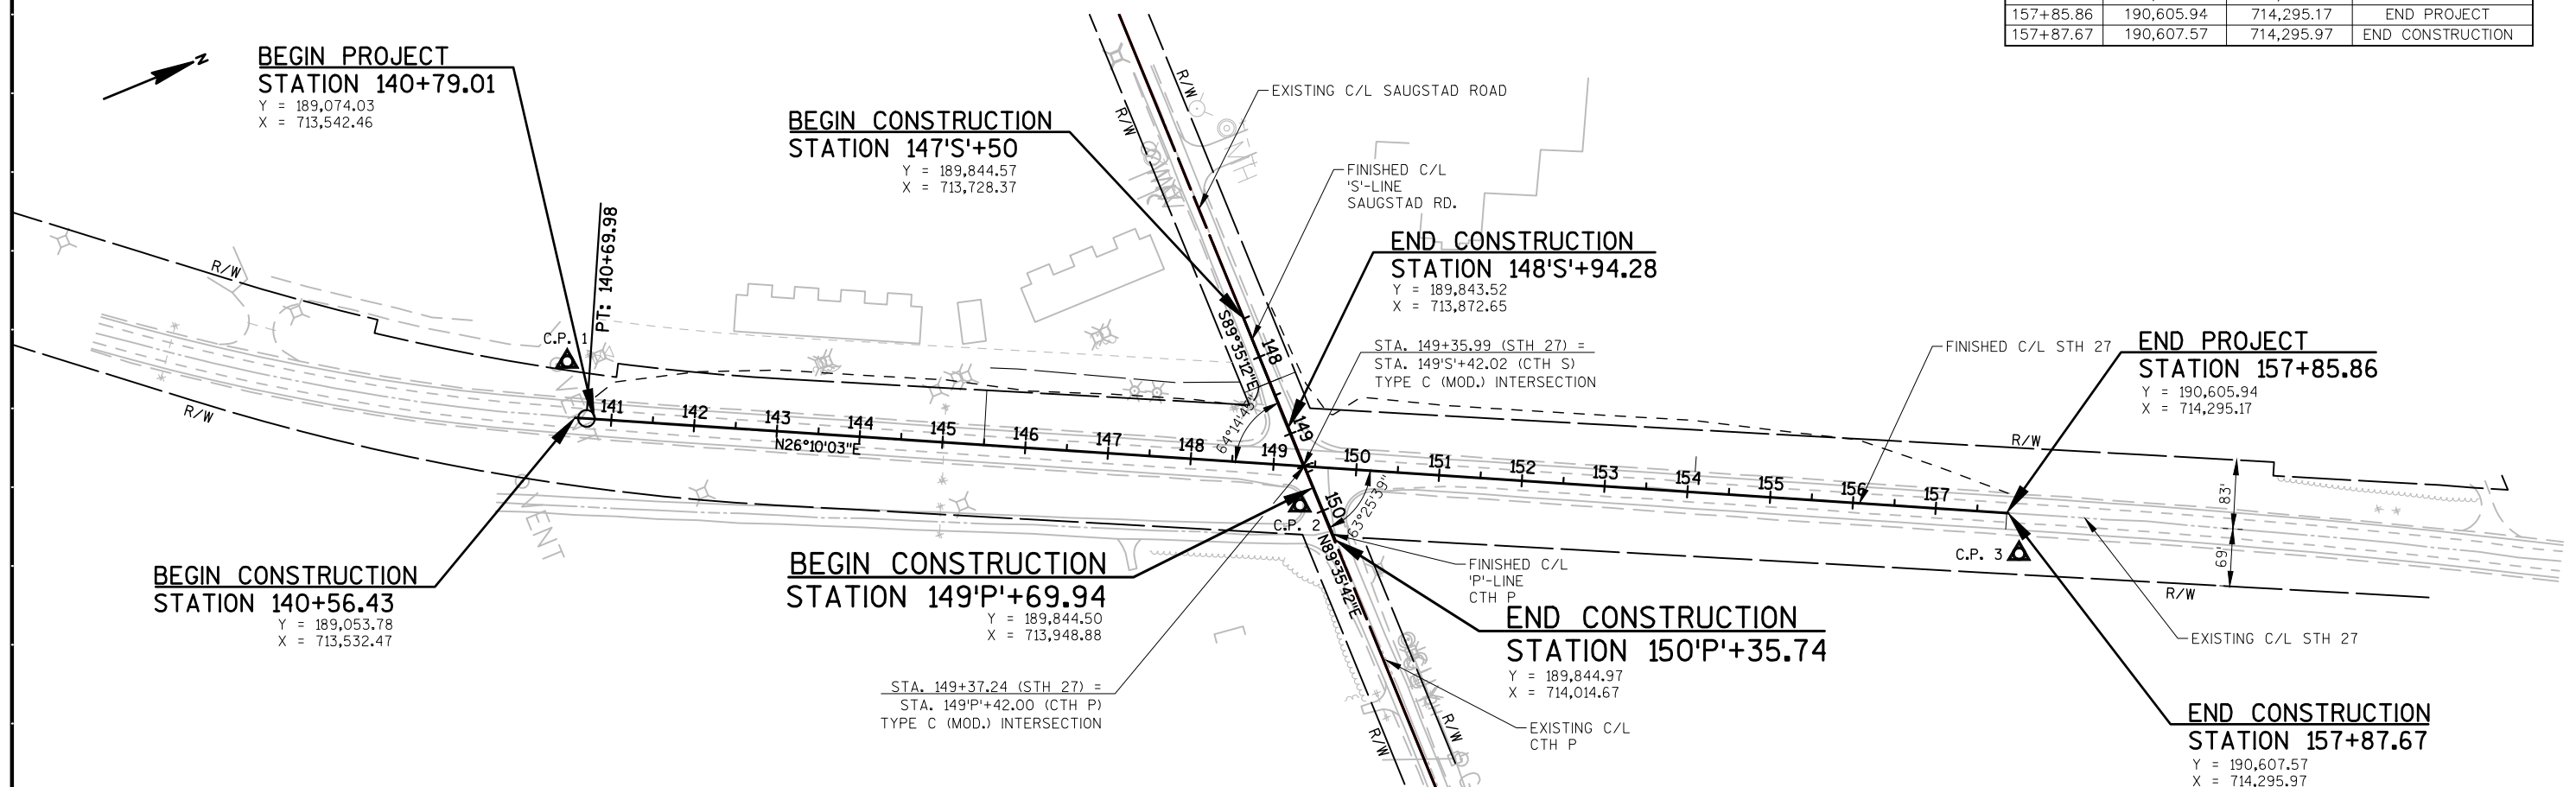 157+85.86 190,605.94 714,295.17 END PROJECT
157+87.67 190,607.57 714,295.97 END CONSTRUCTION
N
BEGIN PROJECT
STATION 140+79.01
Y = 189,074.03
X = 713,542.46
BEGIN CONSTRUCTION
STATION 147'S'+50
Y = 189,844.57
X = 713,728.37
R/W
R/W
EXISTING C/L SAUGSTAD ROAD
FINISHED C/L
'S'-LINE
SAUGSTAD RD.
END CONSTRUCTION
STATION 148'S'+94.28
Y = 189,843.52
X = 713,872.65
STA. 149+35.99 (STH 27) =
STA. 149'S'+42.02 (CTH S)
TYPE C (MOD.) INTERSECTION
FINISHED C/L STH 27
END PROJECT
STATION 157+85.86
Y = 190,605.94
X = 714,295.17
R/W
R/W
PT: 140+69.98
C.P. 1
S89°35'12"E
148
149
141 142 143 144 145 146 147 148 149 150 151 152 153 154 155 156 157
N26°10'03"E
R/W
83'
69'
R/W
C.P. 2
150
63°25'39"
N89°35'42"E
C.P. 3
EXISTING C/L STH 27
BEGIN CONSTRUCTION
STATION 140+56.43
Y = 189,053.78
X = 713,532.47
BEGIN CONSTRUCTION
STATION 149'P'+69.94
Y = 189,844.50
X = 713,948.88
FINISHED C/L
'P'-LINE
CTH P
END CONSTRUCTION
STATION 150'P'+35.74
Y = 189,844.97
X = 714,014.67
STA. 149+37.24 (STH 27) =
STA. 149'P'+42.00 (CTH P)
TYPE C (MOD.) INTERSECTION
EXISTING C/L
CTH P
R/W
R/W
END CONSTRUCTION
STATION 157+87.67
Y = 190,607.57
X = 714,295.97